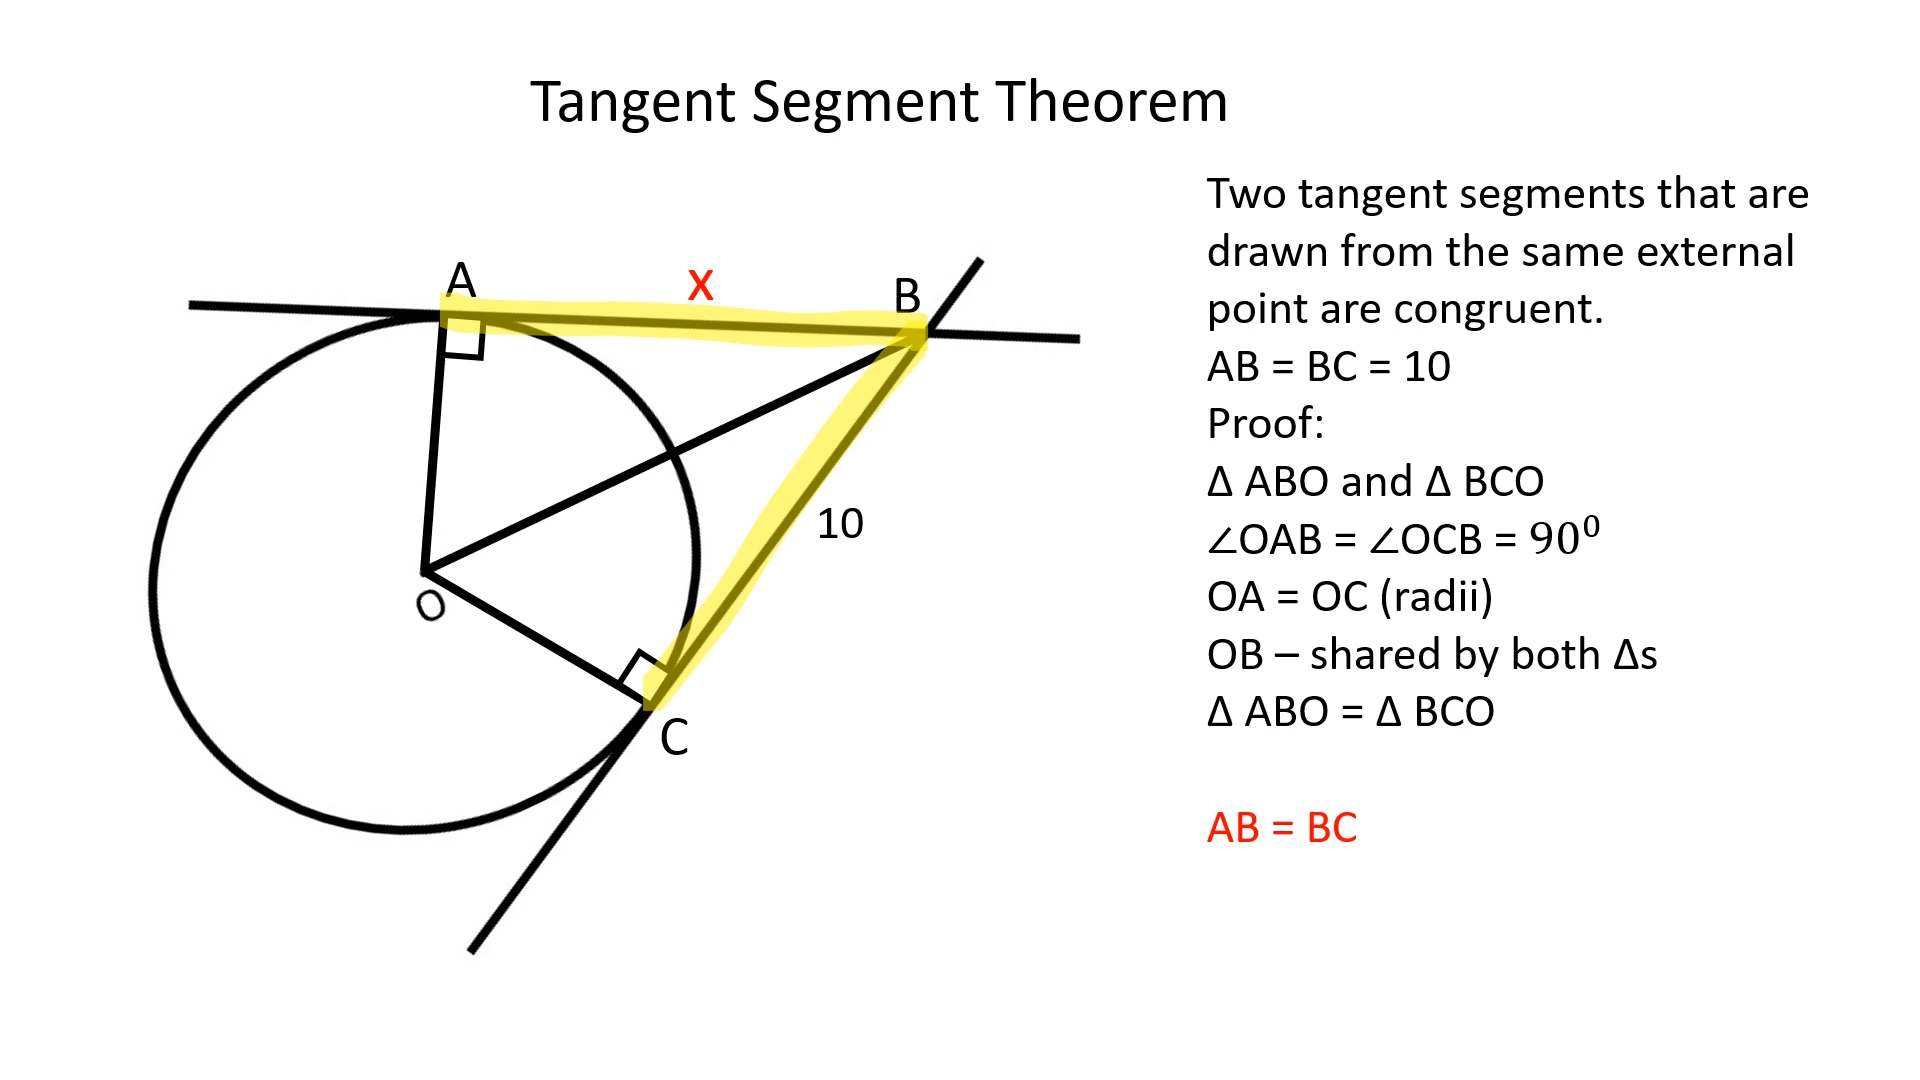 Tangent Segment Theorem
Two tangent segments that are
drawn from the same external
point are congruent.
AB = BC = 10
Proof:
Δ ABO and Δ BCO
∠OAB = ∠OCB = 90⁰
OA = OC (radii)
OB – shared by both Δs
Δ ABO = Δ BCO
AB = BC
A
x
B
10
O
C